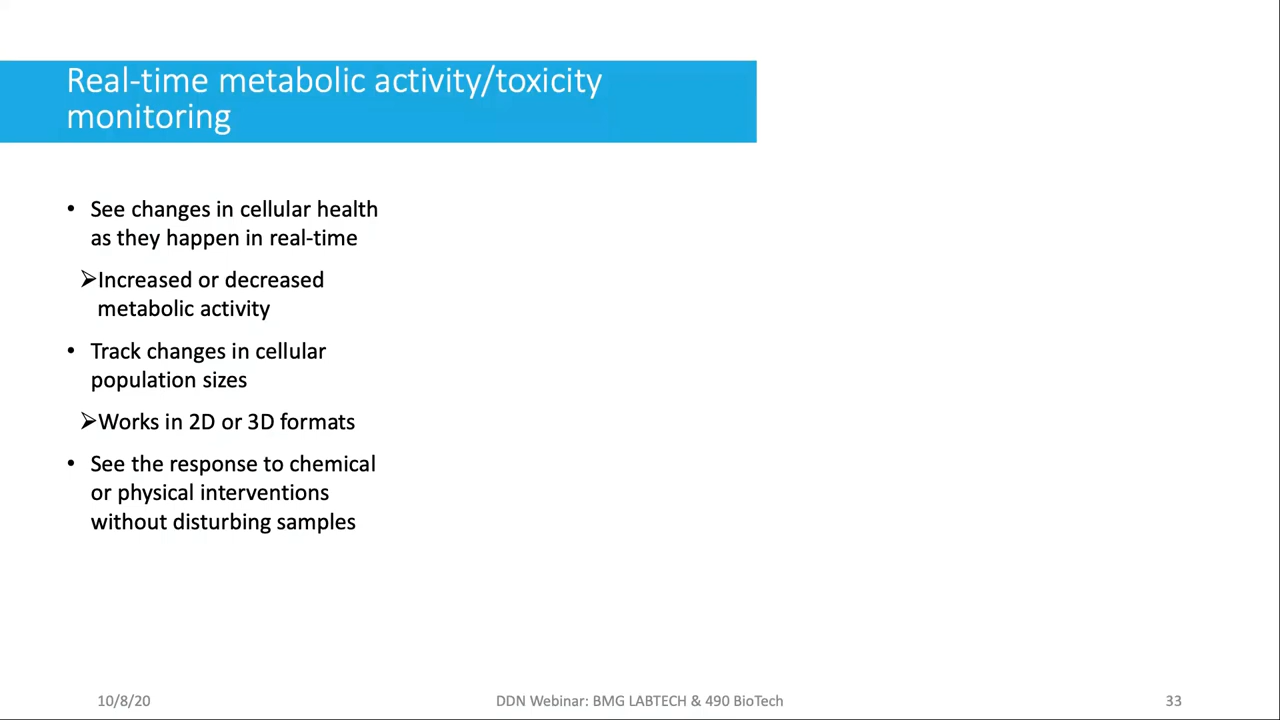 Real-time metabolic activity/toxicity
monitoring
• See changes in cellular health
as they happen in real-time
➢Increased or decreased
metabolic activity
• Track changes in cellular
population sizes
➢Works in 2D or 3D formats
• See the response to chemical
or physical interventions
without disturbing samples
10/8/20
DDN Webinar: BMG LABTECH & 490 BioTech
33